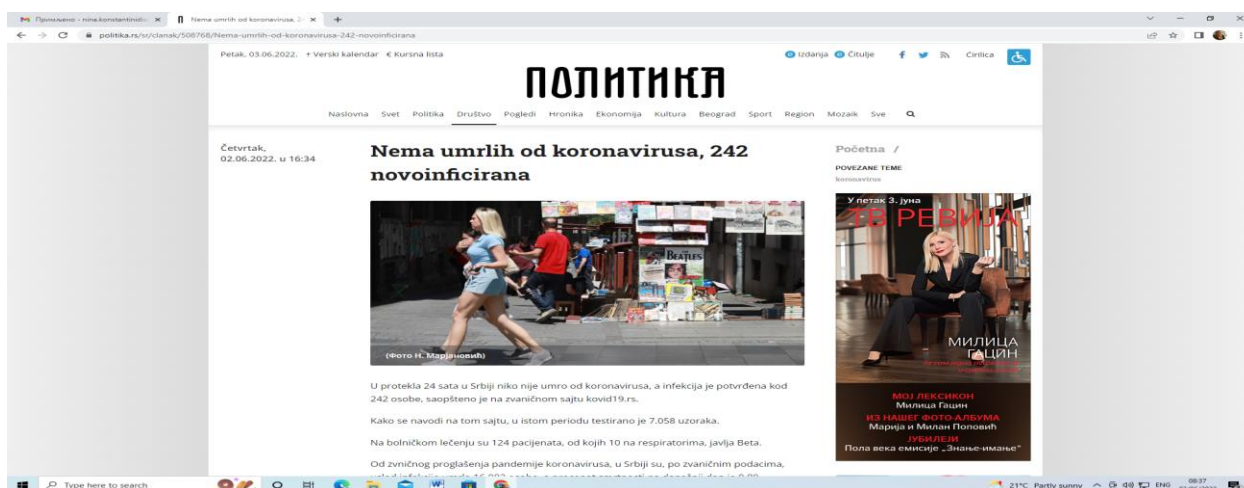 Примљено - nina.konstantinidi
Nema umrlih od koronavirusa, 2
politika.rs/sr/clanak/508768/Nema-umrlih-od-koronavirusa-242-novoinficirana
Petak, 03.06.2022. Verski kalendar € Kursna lista
Izdanja Čitulje Ćirilica
ПОЛИТИКА
Naslovna Svet Politika Društvo Pogledi Hronika Ekonomija Kultura Beograd Sport Region Mozaik Sve
Četvrtak,
02.06.2022. u 16:34
Nema umrlih od koronavirusa, 242
novoinficirana
BEATLES
(Фото Н. Марјановић)
U protekla 24 sata u Srbiji niko nije umro od koronavirusa, a infekcija je potvrđena kod
242 osobe, saopšteno je na zvaničnom sajtu kovid19.rs.
Kako se navodi na tom sajtu, u istom periodu testirano je 7.058 uzoraka.
Na bolničkom lečenju su 124 pacijenata, od kojih 10 na respiratorima, javlja Beta.
Od zvničnog proglašenja pandemije koronavirusa, u Srbiji su, po zvaničnim podacima,
Početna /
POVEZANE TEME
koronavirus
У петак 3. јуна
ТВ РЕВИЈА
МИЛИЦА
ГАЦИН
МОЈ ЛЕКСИКОН
Милица Гацин
ИЗ НАШЕГ ФОТО-АЛБУМА
Марија и Милан Поповић
ЈУБИЛЕЈИ
Пола века емисије „Знање-имање“
Type here to search
21°C Partly sunny ENG 08:37